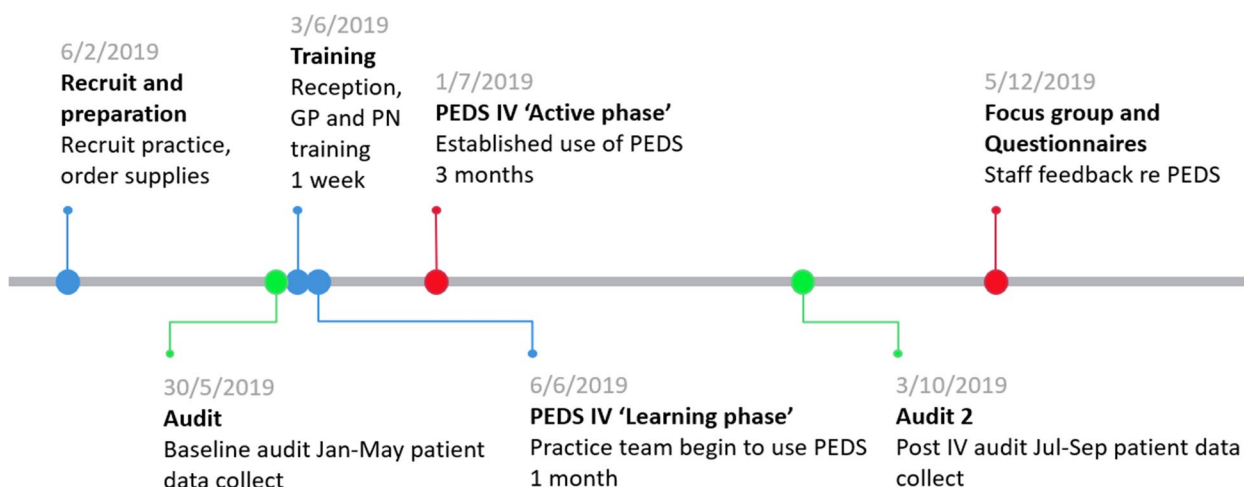 6/2/2019
Recruit and
preparation
Recruit practice,
order supplies
3/6/2019
Training
Reception,
GP and PN
training
1 week
1/7/2019
PEDS IV ‘Active phase’
Established use of PEDS
3 months
5/12/2019
Focus group and
Questionnaires
Staff feedback re PEDS
30/5/2019
Audit
Baseline audit Jan-May patient
data collect
6/6/2019
PEDS IV ‘Learning phase’
Practice team begin to use PEDS
1 month
3/10/2019
Audit 2
Post IV audit Jul-Sep patient data
collect